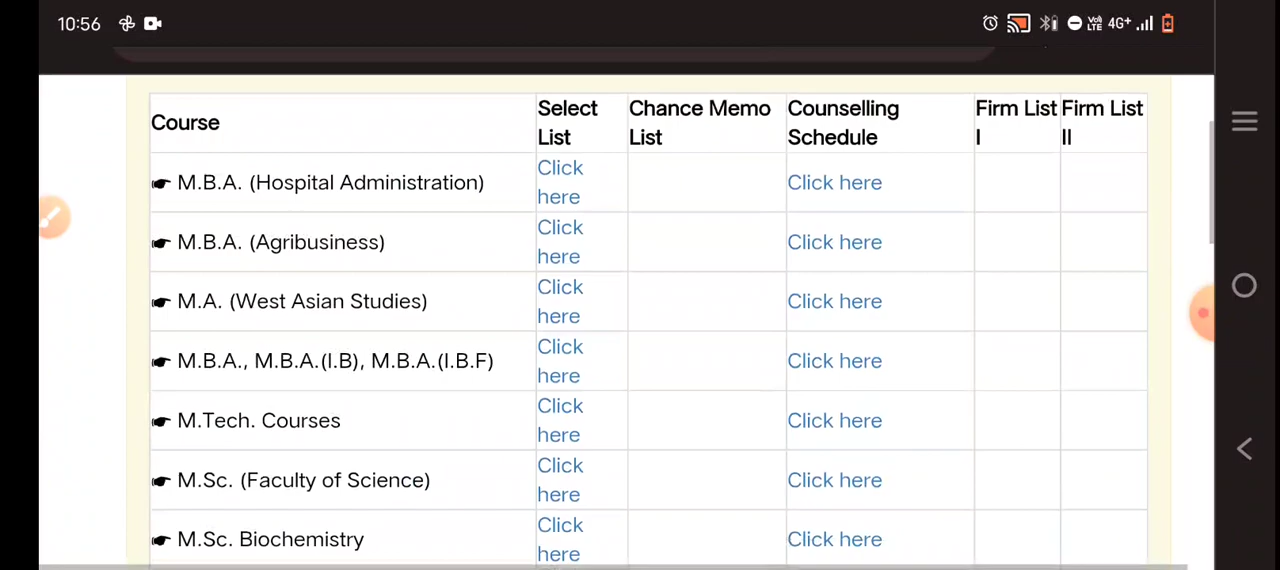 10:56
VoI) LTE 4G+
Course Select List Chance Memo List Counselling Schedule Firm List I Firm List II
M.B.A. (Hospital Administration) Click here Click here
M.B.A. (Agribusiness) Click here Click here
M.A. (West Asian Studies) Click here Click here
M.B.A., M.B.A.(I.B), M.B.A.(I.B.F) Click here Click here
M.Tech. Courses Click here Click here
M.Sc. (Faculty of Science) Click here Click here
M.Sc. Biochemistry Click here Click here